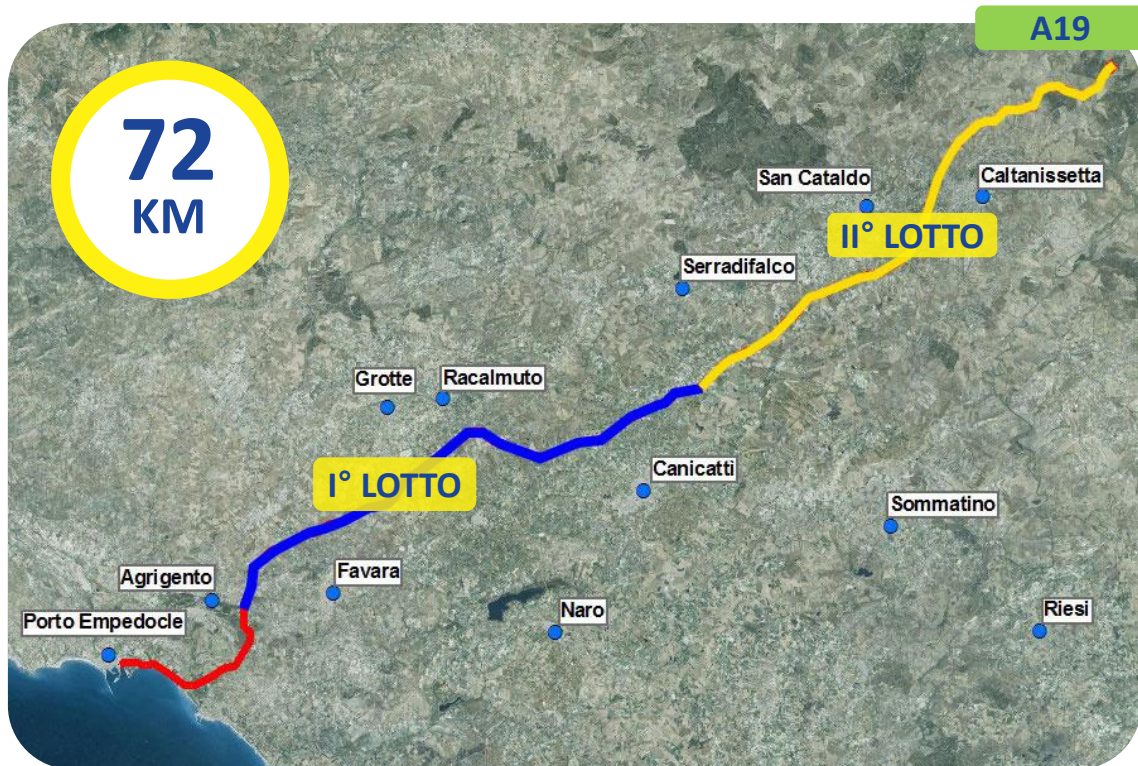 A19
72
KM
San Cataldo
Caltanissetta
II° LOTTO
Serradifalco
Grotte
Racalmuto
I° LOTTO
Canicattì
Sommatino
Agrigento
Favara
Porto Empedocle
Naro
Riesi